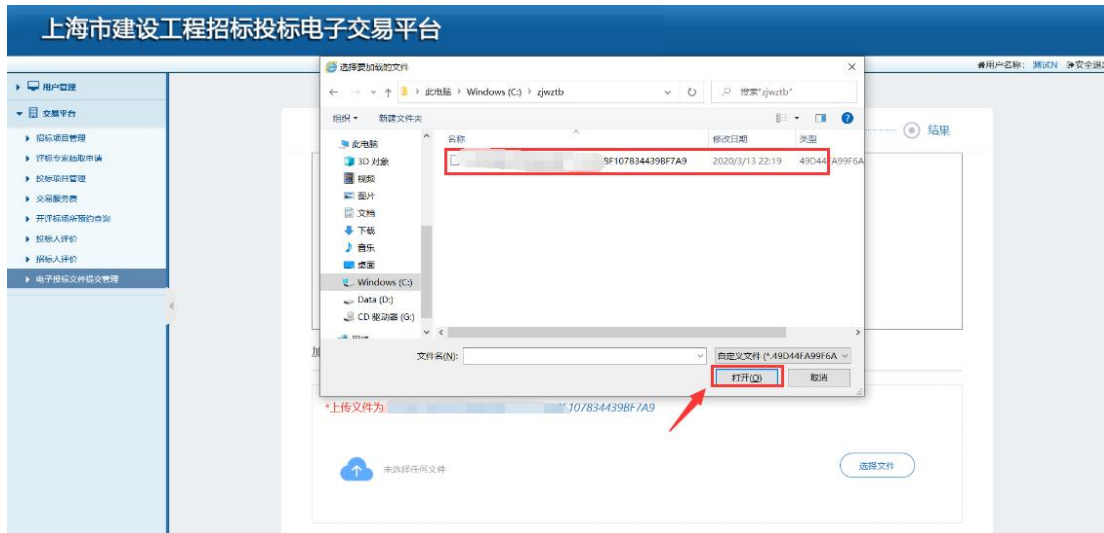 上海市建设工程招标投标电子交易平台
用户名称： 测试N 安全退出
用户管理
交易平台
招标项目管理
评标专家抽取申请
投标项目管理
交易服务费
开评标场所预约查询
投标人评价
招标人评价
电子投标文件提交管理
结果
选择要加载的文件
此电脑 › Windows (C:) › zjwztb
搜索"zjwztb"
组织 新建文件夹
名称 修改日期 类型
BF107834439BF7A9 2020/3/13 22:19 49D44FA99F6A
此电脑
3D 对象
视频
图片
文档
下载
音乐
桌面
Windows (C:)
Data (D:)
CD 驱动器 (G:)
网络
文件名(N):
自定义文件 (*.49D44FA99F6A
打开(O) 取消
加
*上传文件为 107834439BF7A9
未选择任何文件
选择文件